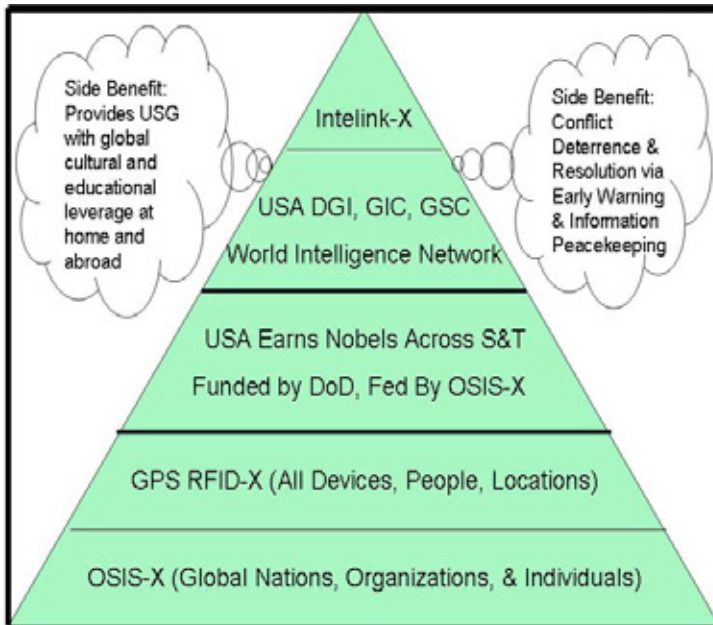 Side Benefit:
Provides USG
with global
cultural and
educational
leverage at
home and
abroad
Side Benefit:
Conflict
Deterrence &
Resolution via
Early Warning
& Information
Peacekeeping
Intelink-X
USA DGI, GIC, GSC
World Intelligence Network
USA Earns Nobels Across S&T
Funded by DoD, Fed By OSIS-X
GPS RFID-X (All Devices, People, Locations)
OSIS-X (Global Nations, Organizations, & Individuals)